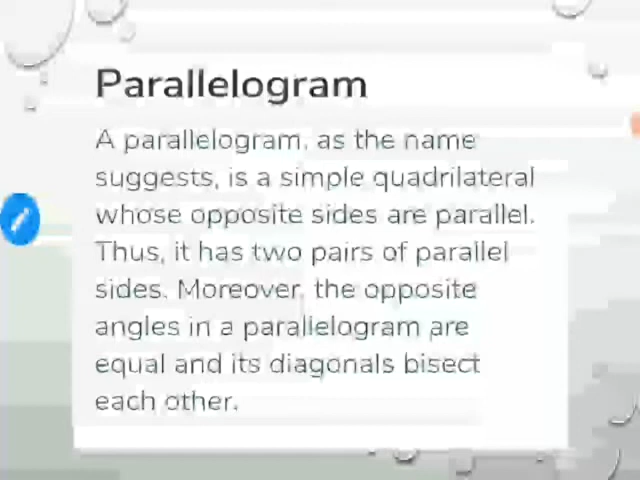 Parallelogram
A parallelogram, as the name
suggests, is a simple quadrilateral
whose opposite sides are parallel.
Thus, it has two pairs of parallel
sides. Moreover, the opposite
angles in a parallelogram are
equal and its diagonals bisect
each other.